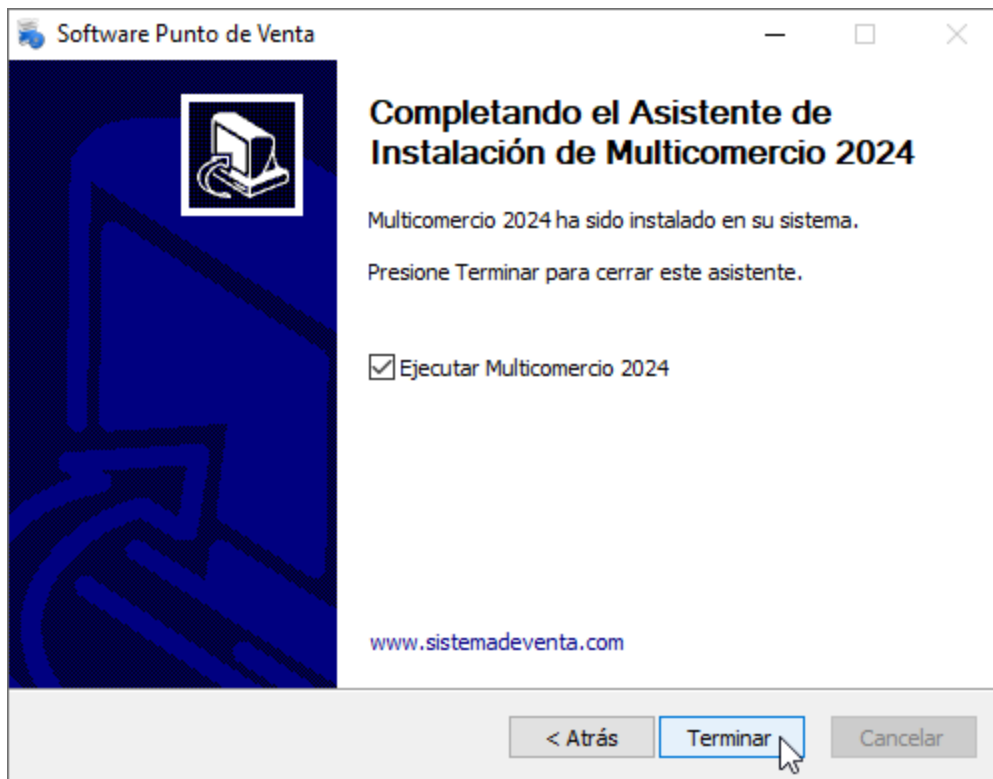 Software Punto de Venta
Completando el Asistente de
Instalación de Multicomercio 2024
Multicomercio 2024 ha sido instalado en su sistema.
Presione Terminar para cerrar este asistente.
Ejecutar Multicomercio 2024
www.sistemadeventa.com
< Atrás
Terminar
Cancelar